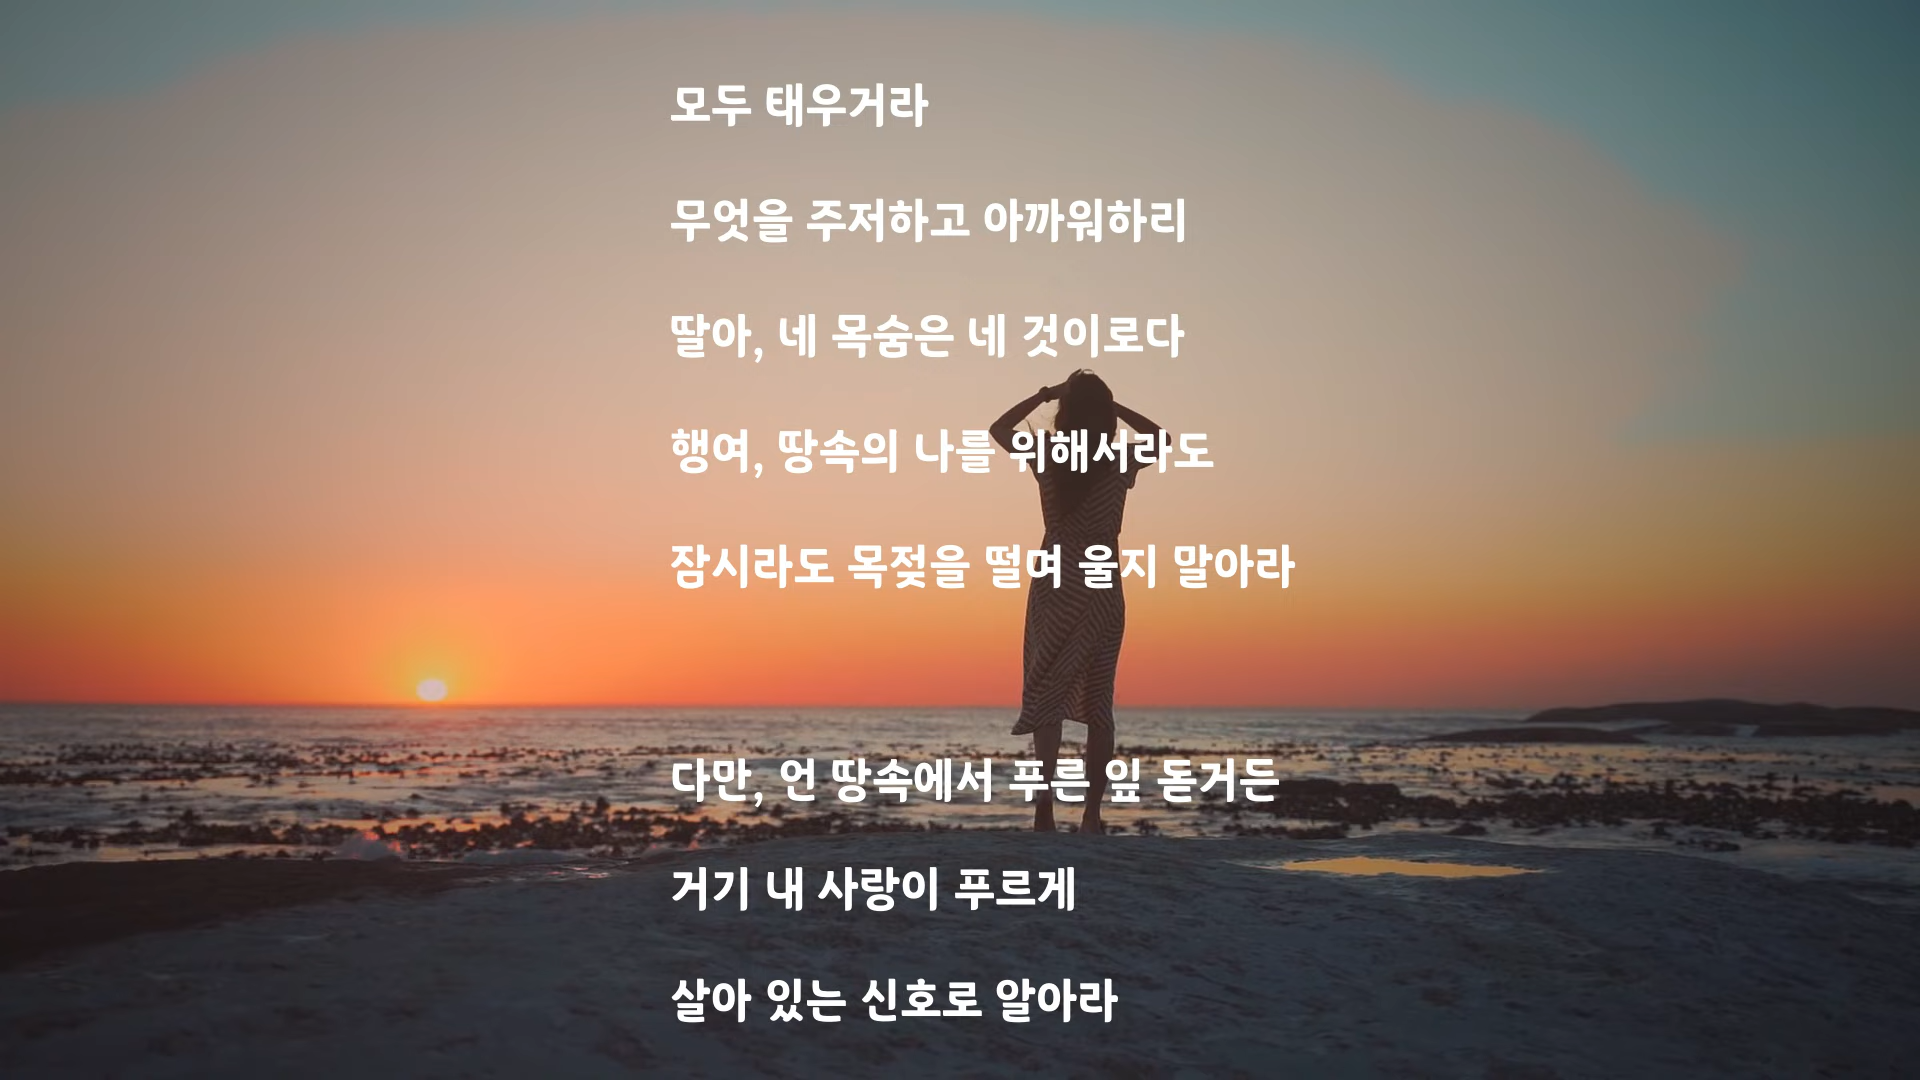 모두 태우거라
무엇을 주저하고 아까워하리
딸아, 네 목숨은 네 것이로다
행여, 땅속의 나를 위해서라도
잠시라도 목젖을 떨며 울지 말아라
다만, 언 땅속에서 푸른 잎 돋거든
거기 내 사랑이 푸르게
살아 있는 신호로 알아라